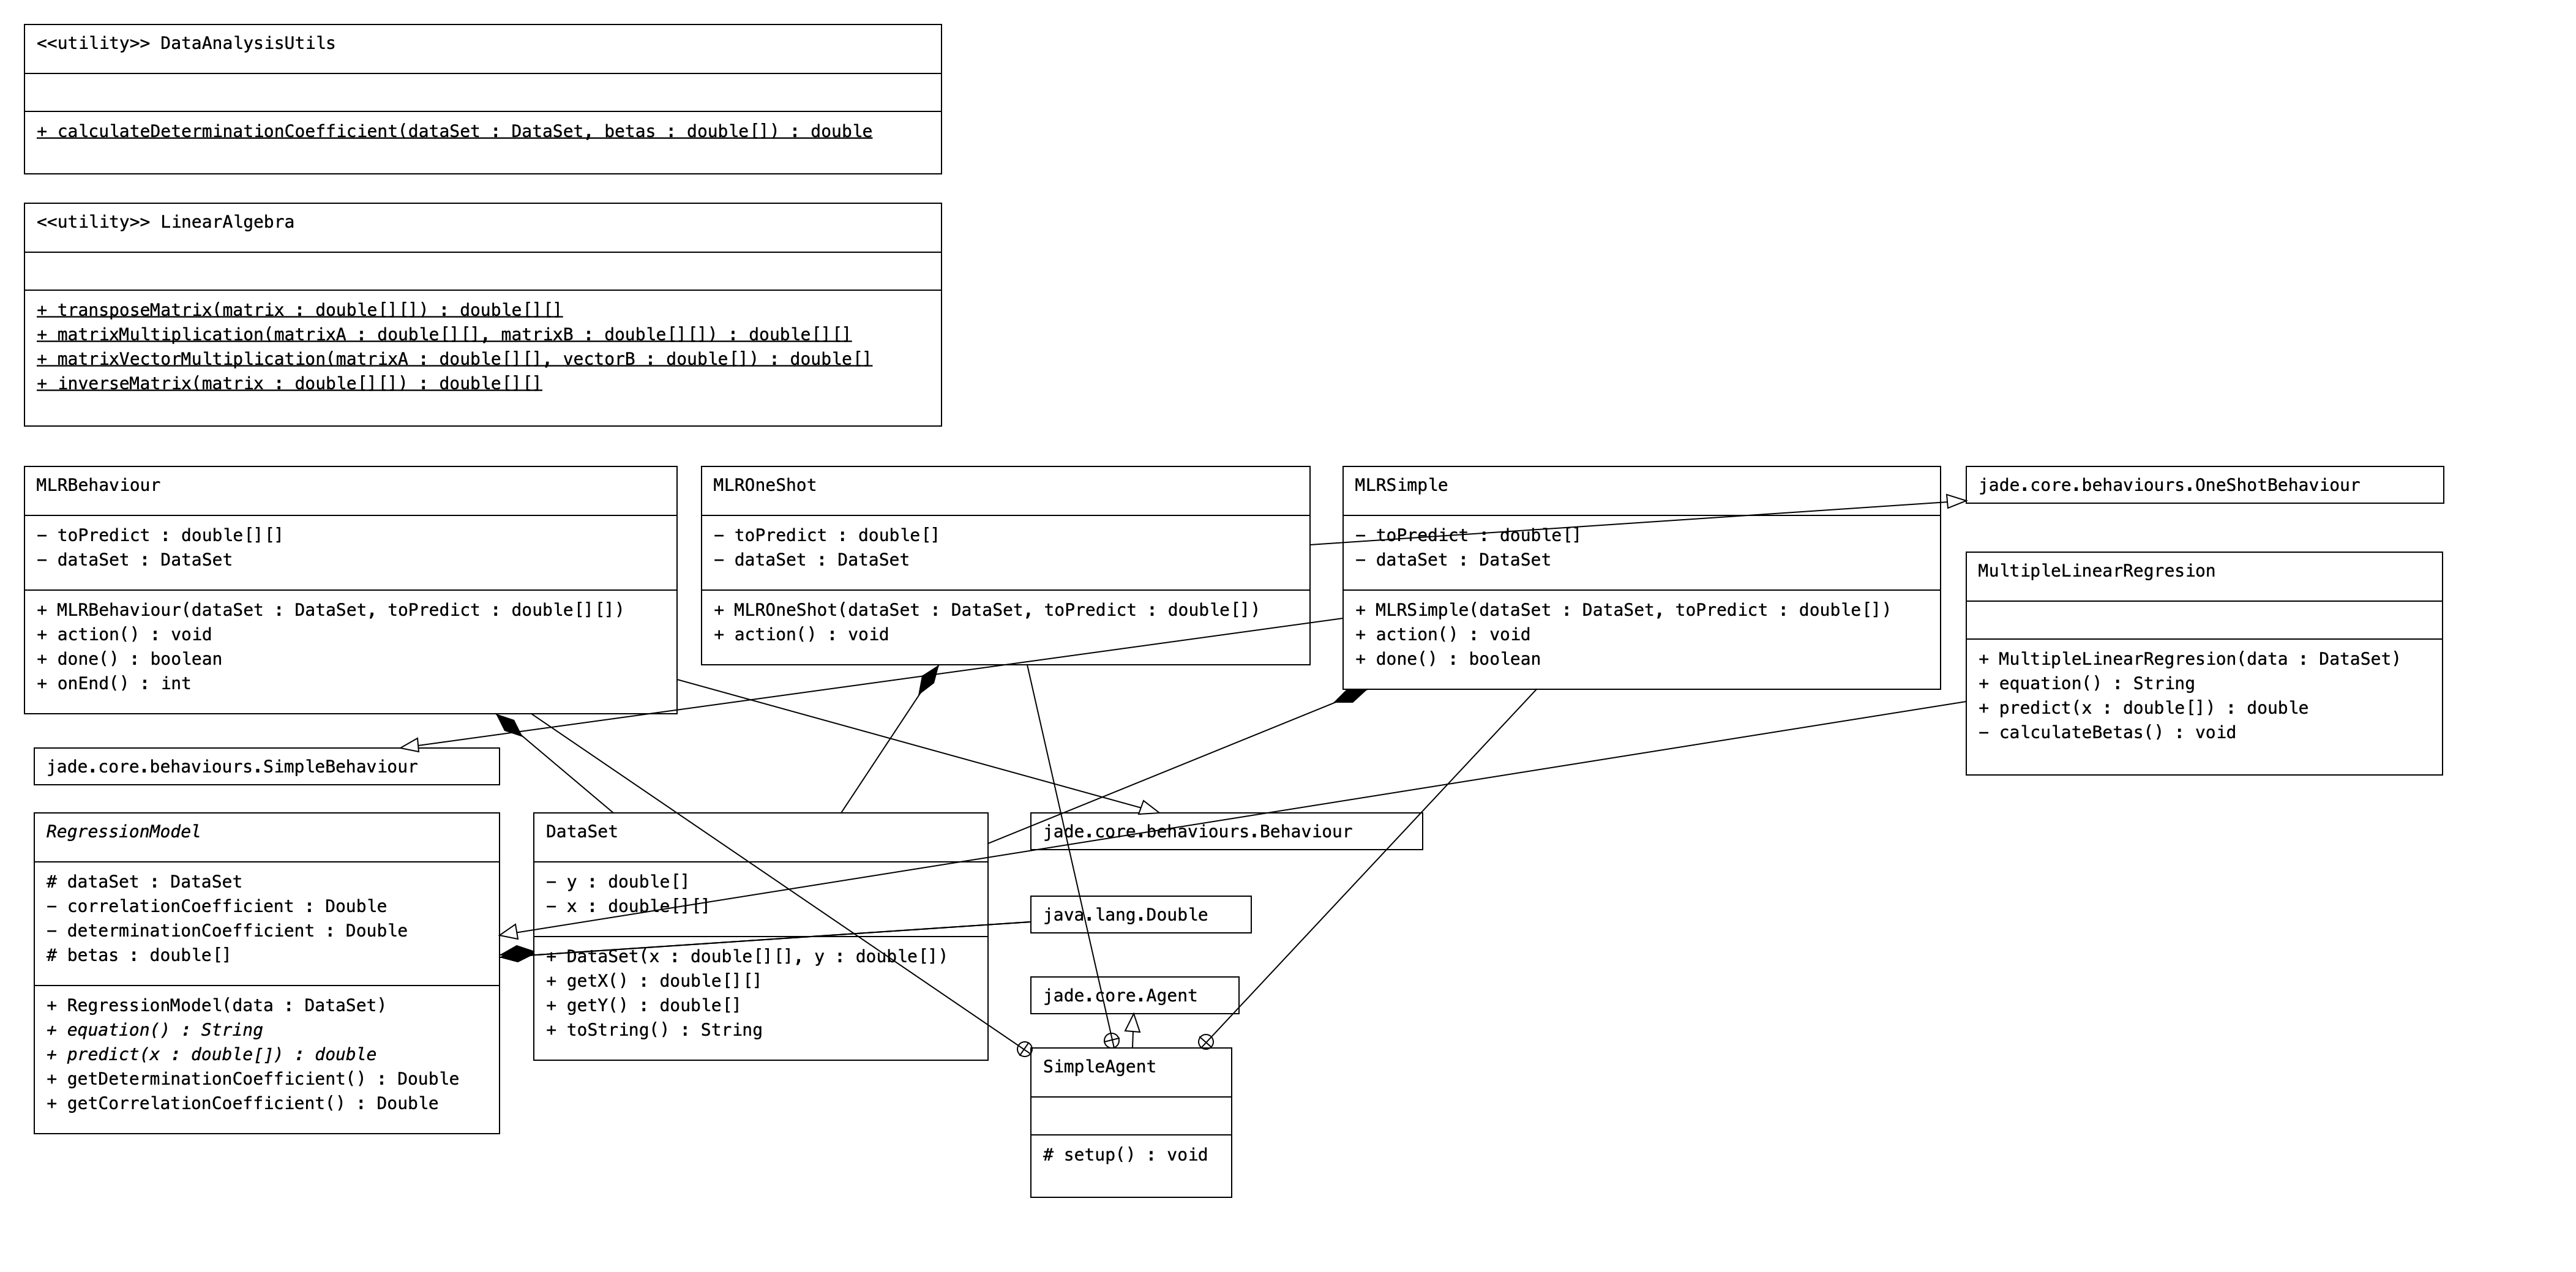 <<utility>> DataAnalysisUtils
+ calculateDeterminationCoefficient(dataSet : DataSet, betas : double[]) : double
<<utility>> LinearAlgebra
+ transposeMatrix(matrix : double[][]) : double[][]
+ matrixMultiplication(matrixA : double[][], matrixB : double[][]) : double[][]
+ matrixVectorMultiplication(matrixA : double[][], vectorB : double[]) : double[]
+ inverseMatrix(matrix : double[][]) : double[][]
MLRBehaviour
− toPredict : double[][]
− dataSet : DataSet
+ MLRBehaviour(dataSet : DataSet, toPredict : double[][])
+ action() : void
+ done() : boolean
+ onEnd() : int
MLROneShot
− toPredict : double[]
− dataSet : DataSet
+ MLROneShot(dataSet : DataSet, toPredict : double[])
+ action() : void
MLRSimple
− toPredict : double[]
− dataSet : DataSet
+ MLRSimple(dataSet : DataSet, toPredict : double[])
+ action() : void
+ done() : boolean
jade.core.behaviours.OneShotBehaviour
MultipleLinearRegresion
+ MultipleLinearRegresion(data : DataSet)
+ equation() : String
+ predict(x : double[]) : double
− calculateBetas() : void
jade.core.behaviours.SimpleBehaviour
RegressionModel
# dataSet : DataSet
− correlationCoefficient : Double
− determinationCoefficient : Double
# betas : double[]
+ RegressionModel(data : DataSet)
+ equation() : String
+ predict(x : double[]) : double
+ getDeterminationCoefficient() : Double
+ getCorrelationCoefficient() : Double
DataSet
− y : double[]
− x : double[][]
+ DataSet(x : double[][], y : double[])
+ getX() : double[][]
+ getY() : double[]
+ toString() : String
jade.core.behaviours.Behaviour
java.lang.Double
jade.core.Agent
SimpleAgent
# setup() : void